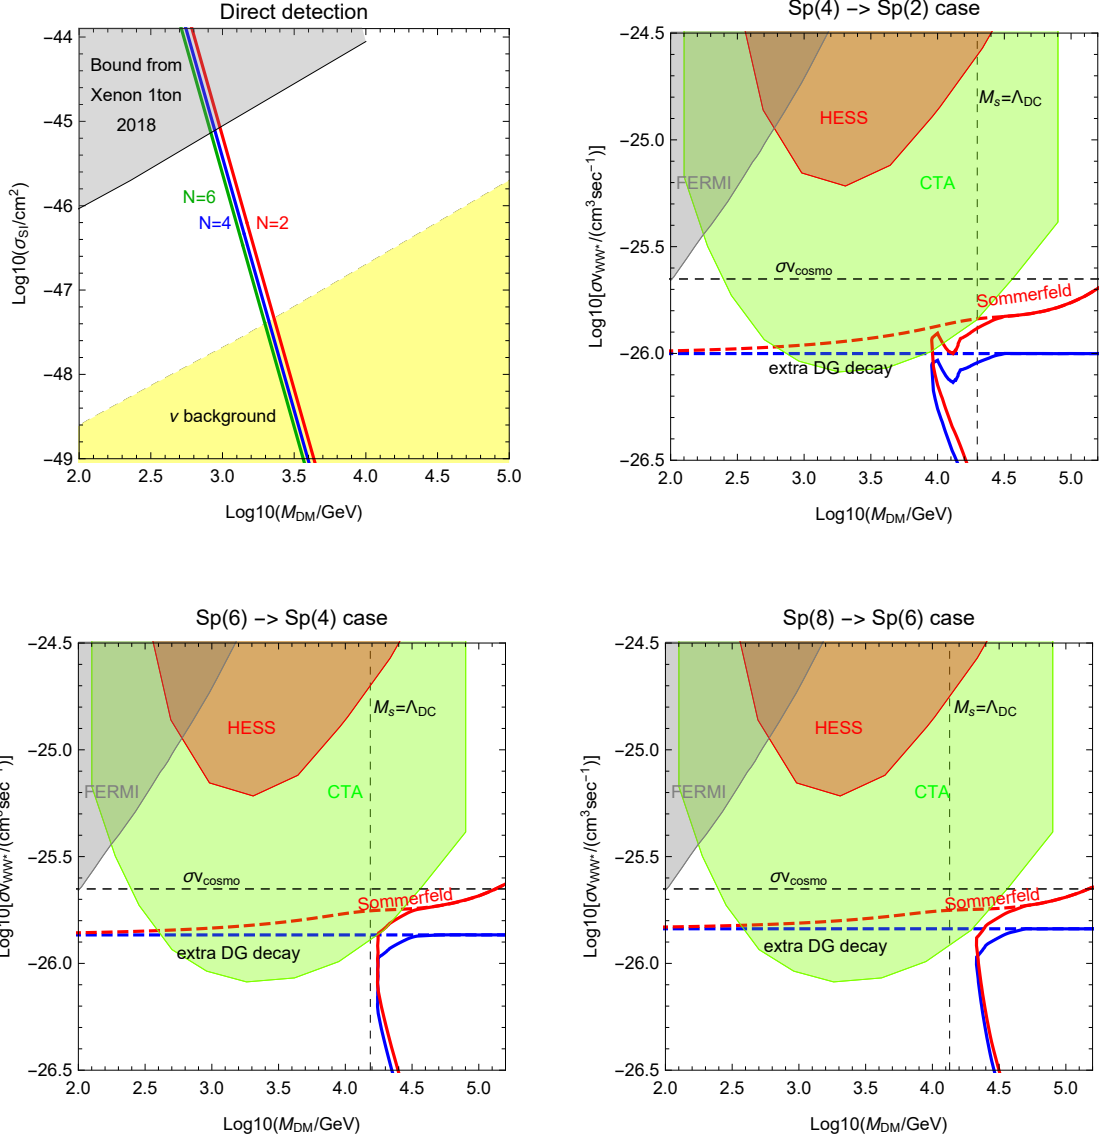 Direct detection
−44
−45
−46
−47
−48
−49
Log10(σSI/cm²)
Bound from
Xenon 1ton
2018
N=6
N=4
N=2
ν background
2.0 2.5 3.0 3.5 4.0 4.5 5.0
Log10(MDM/GeV)
Sp(4) −> Sp(2) case
−24.5
−25.0
−25.5
−26.0
−26.5
Log10[σvWW*/(cm³sec⁻¹)]
Ms=ΛDC
HESS
FERMI
CTA
σvcosmo
Sommerfeld
extra DG decay
2.0 2.5 3.0 3.5 4.0 4.5 5.0
Log10(MDM/GeV)
Sp(6) −> Sp(4) case
−24.5
−25.0
−25.5
−26.0
−26.5
Log10[σvWW*/(cm³sec⁻¹)]
Ms=ΛDC
HESS
FERMI
CTA
σvcosmo
Sommerfeld
extra DG decay
2.0 2.5 3.0 3.5 4.0 4.5 5.0
Log10(MDM/GeV)
Sp(8) −> Sp(6) case
−24.5
−25.0
−25.5
−26.0
−26.5
Log10[σvWW*/(cm³sec⁻¹)]
Ms=ΛDC
HESS
FERMI
CTA
σvcosmo
Sommerfeld
extra DG decay
2.0 2.5 3.0 3.5 4.0 4.5 5.0
Log10(MDM/GeV)